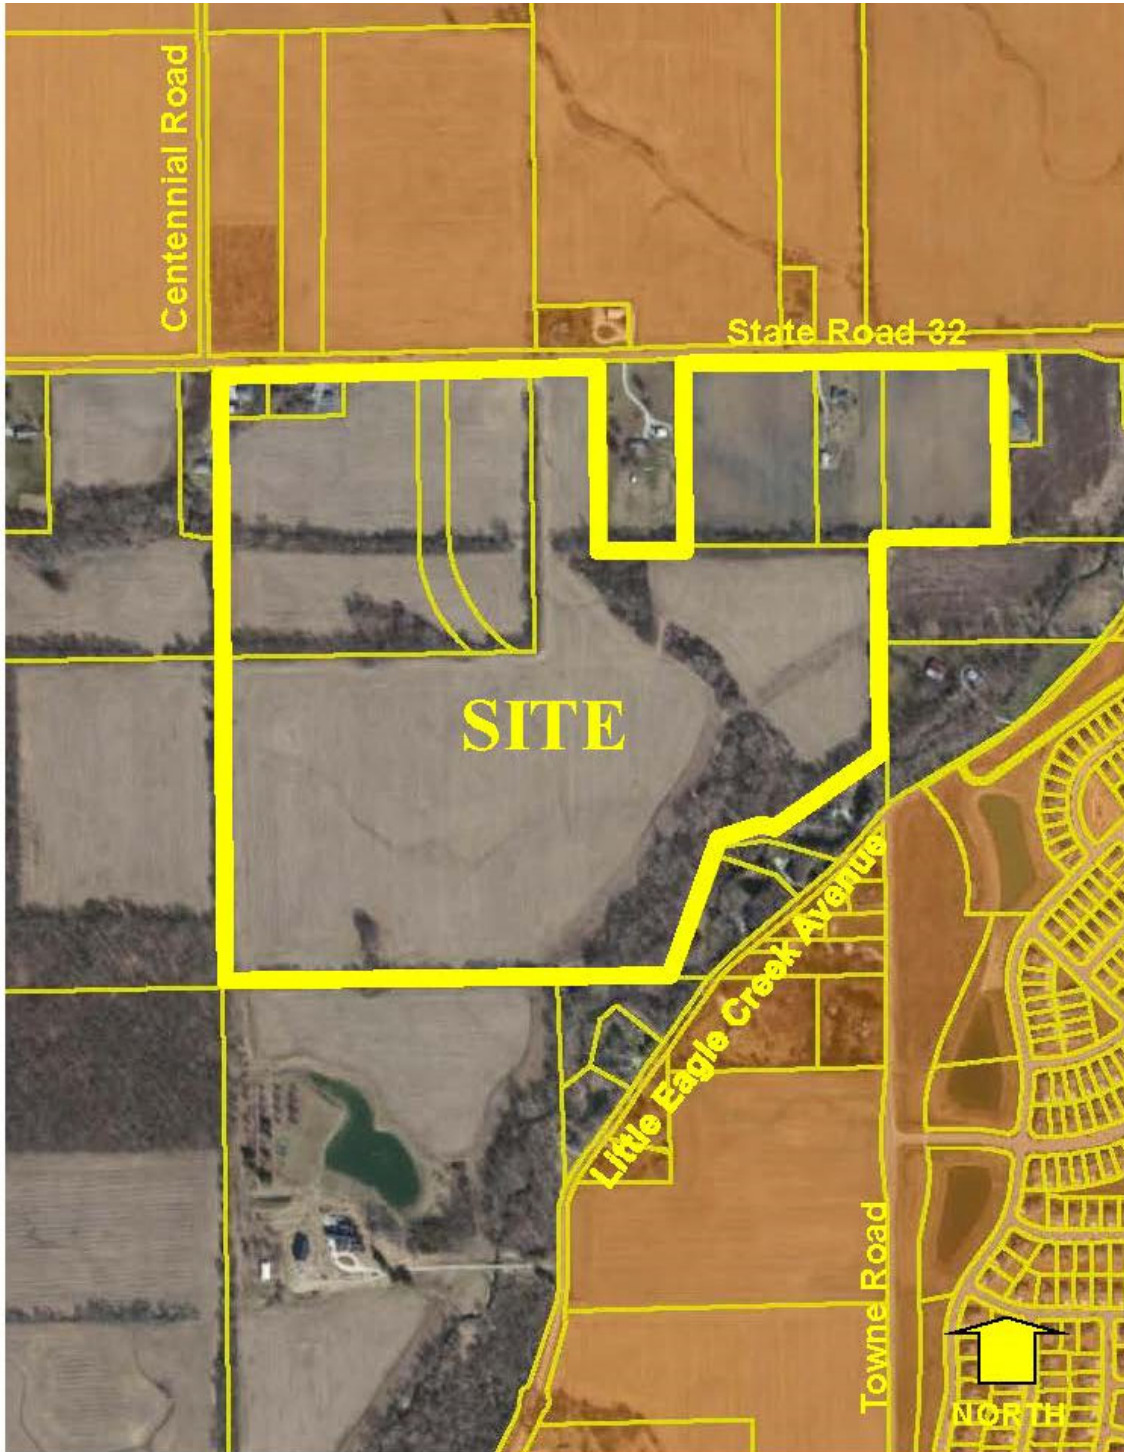 Centennial Road
State Road 32
SITE
Little Eagle Creek Avenue
Towne Road
NORTH